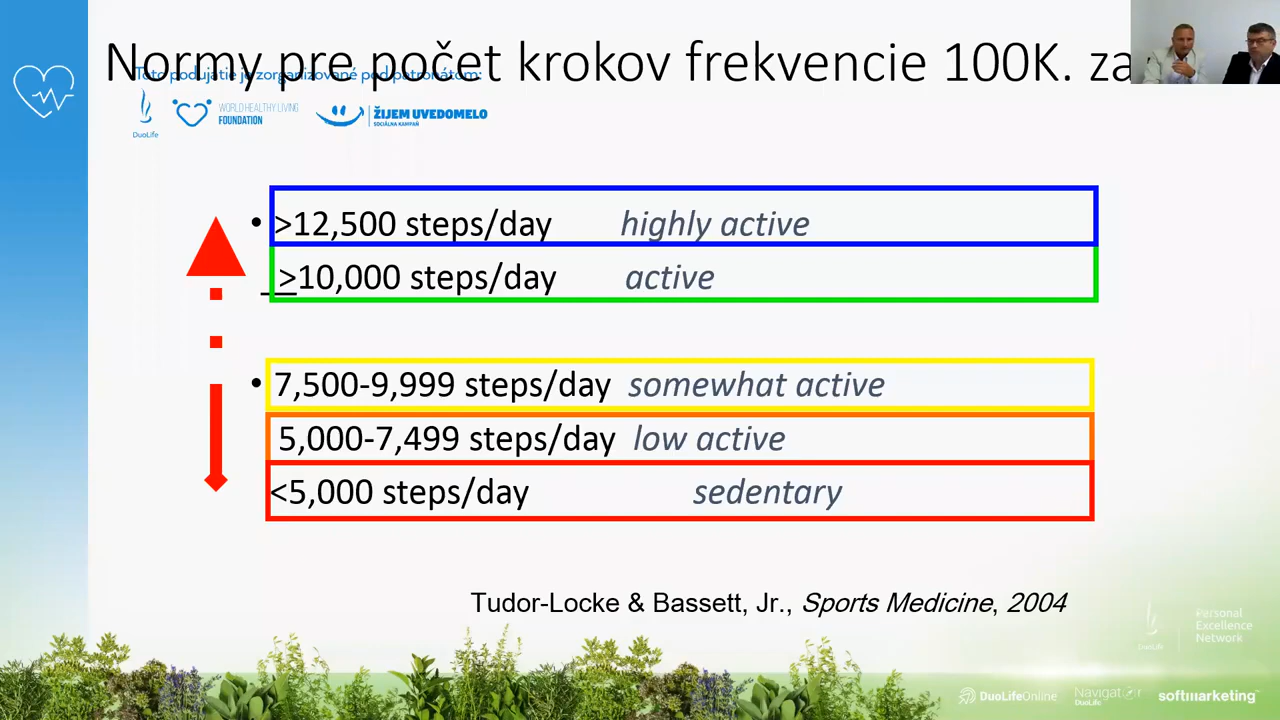 Normy pre počet krokov frekvencie 100K. za
Toto podujatie je zorganizované pod patronátom:
DuoLife
WORLD HEALTHY LIVING
FOUNDATION
ŽIJEM UVEDOMELO
SOCIÁLNA KAMPAŇ
• >12,500 steps/day highly active
>10,000 steps/day active
• 7,500-9,999 steps/day somewhat active
5,000-7,499 steps/day low active
<5,000 steps/day sedentary
Tudor-Locke & Bassett, Jr., Sports Medicine, 2004
DuoLife
Personal
Excellence
Network
DuoLifeOnline
Navigator
DuoLife
softmarketing